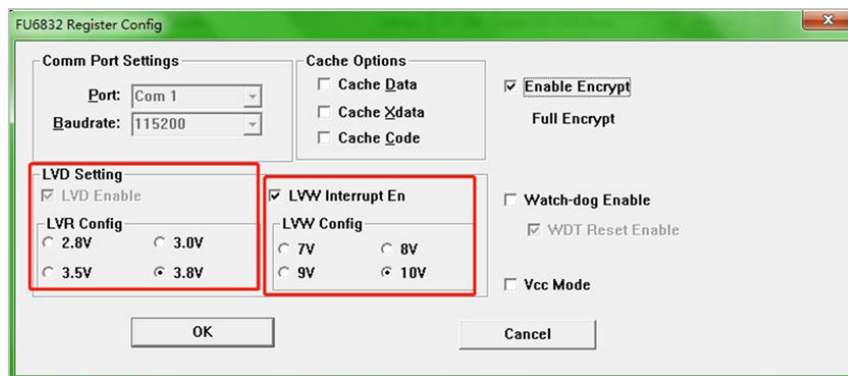 FU6832 Register Config
Comm Port Settings
Port: Com 1
Baudrate: 115200
Cache Options
Cache Data
Cache Xdata
Cache Code
Enable Encrypt
Full Encrypt
LVD Setting
LVD Enable
LVR Config
2.8V 3.0V
3.5V 3.8V
LVW Interrupt En
LVW Config
7V 8V
9V 10V
Watch-dog Enable
WDT Reset Enable
Vcc Mode
OK
Cancel